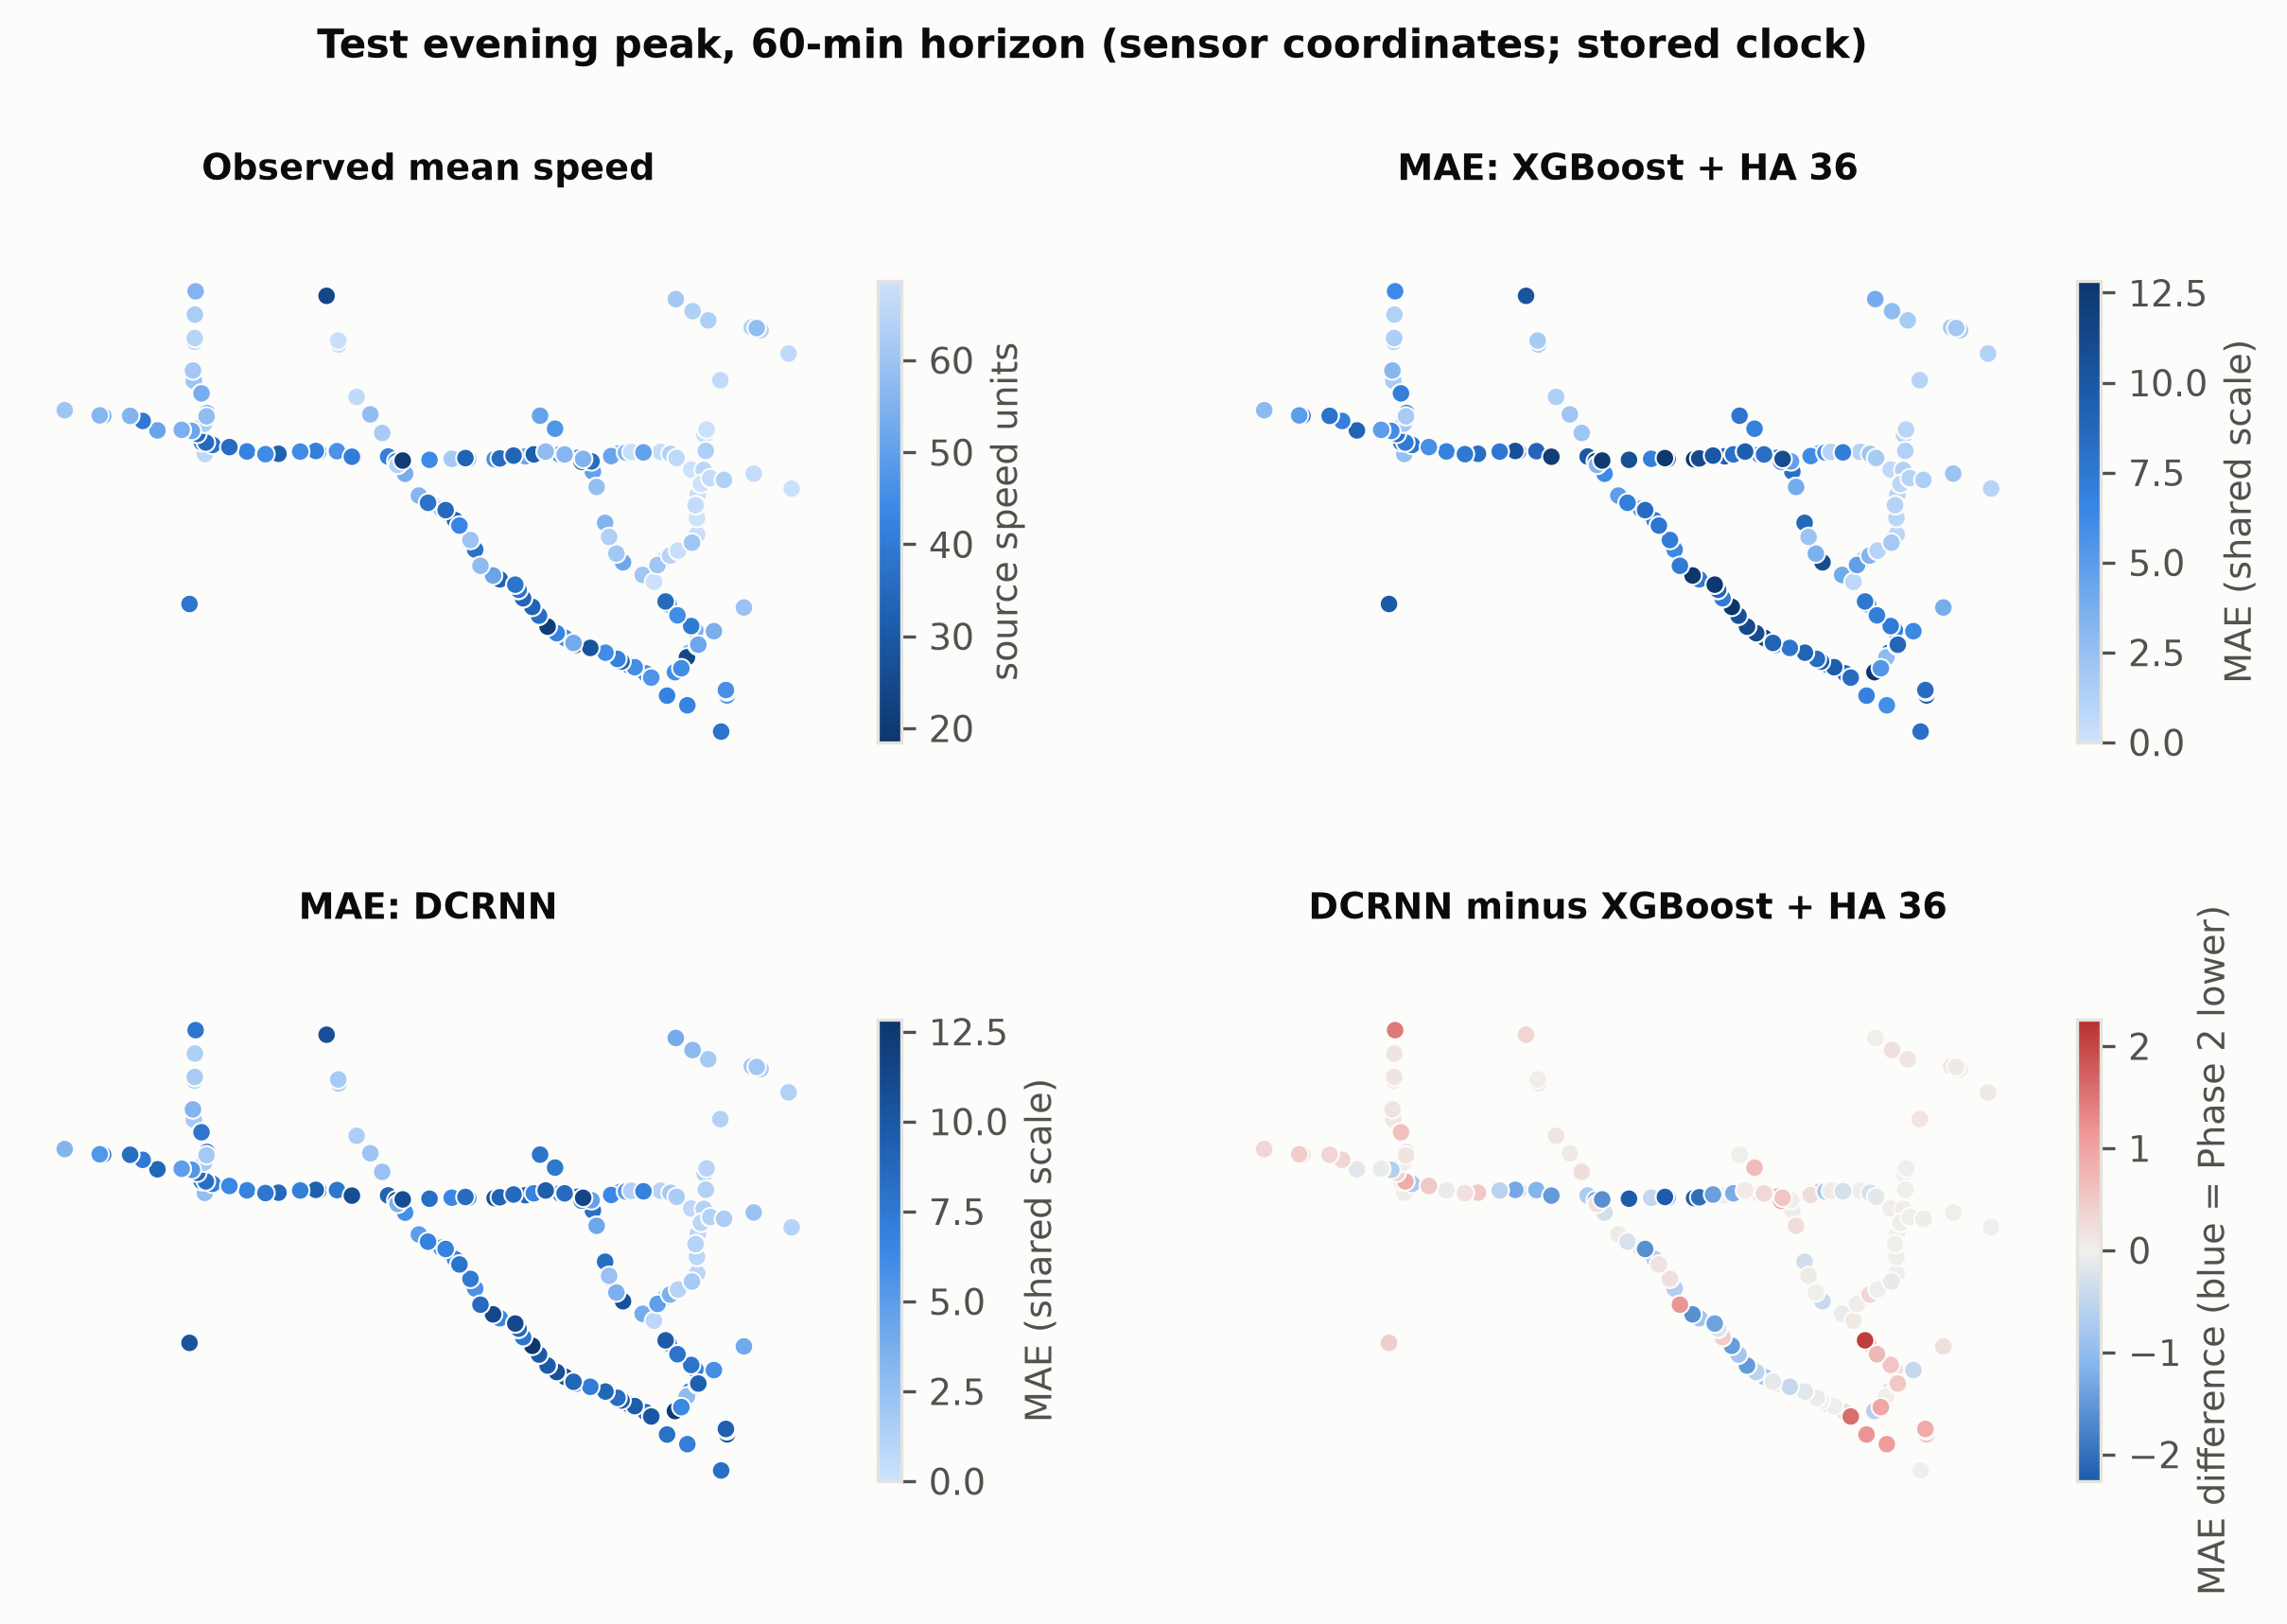 Test evening peak, 60-min horizon (sensor coordinates; stored clock)
Observed mean speed
60
50
40
30
20
source speed units
MAE: XGBoost + HA 36
12.5
10.0
7.5
5.0
2.5
0.0
MAE (shared scale)
MAE: DCRNN
12.5
10.0
7.5
5.0
2.5
0.0
MAE (shared scale)
DCRNN minus XGBoost + HA 36
2
1
0
−1
−2
MAE difference (blue = Phase 2 lower)